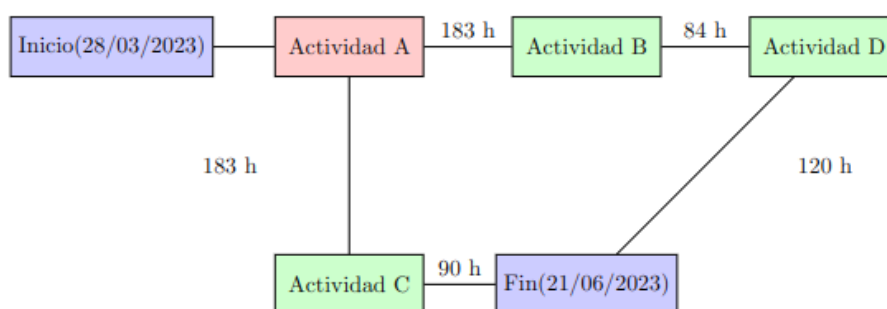 Inicio(28/03/2023)
Actividad A
183 h
Actividad B
84 h
Actividad D
183 h
120 h
Actividad C
90 h
Fin(21/06/2023)